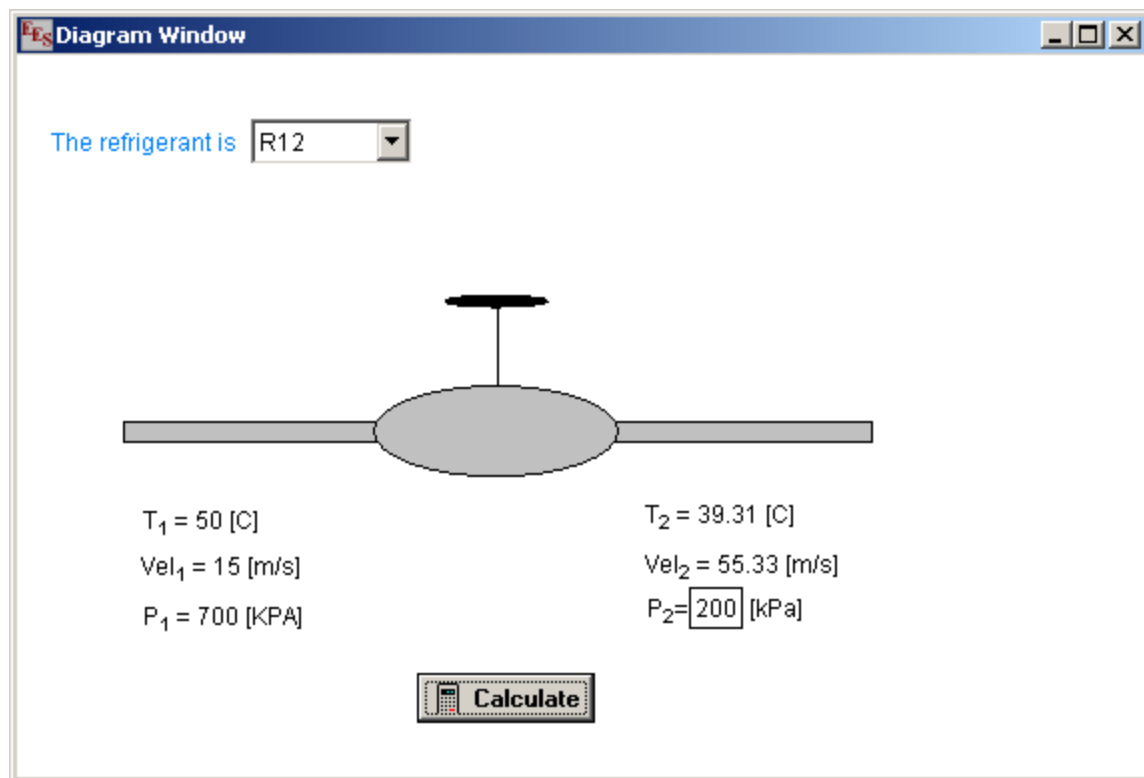 EES Diagram Window
The refrigerant is R12
T1 = 50 [C]
Vel1 = 15 [m/s]
P1 = 700 [KPA]
T2 = 39.31 [C]
Vel2 = 55.33 [m/s]
P2= 200 [kPa]
Calculate